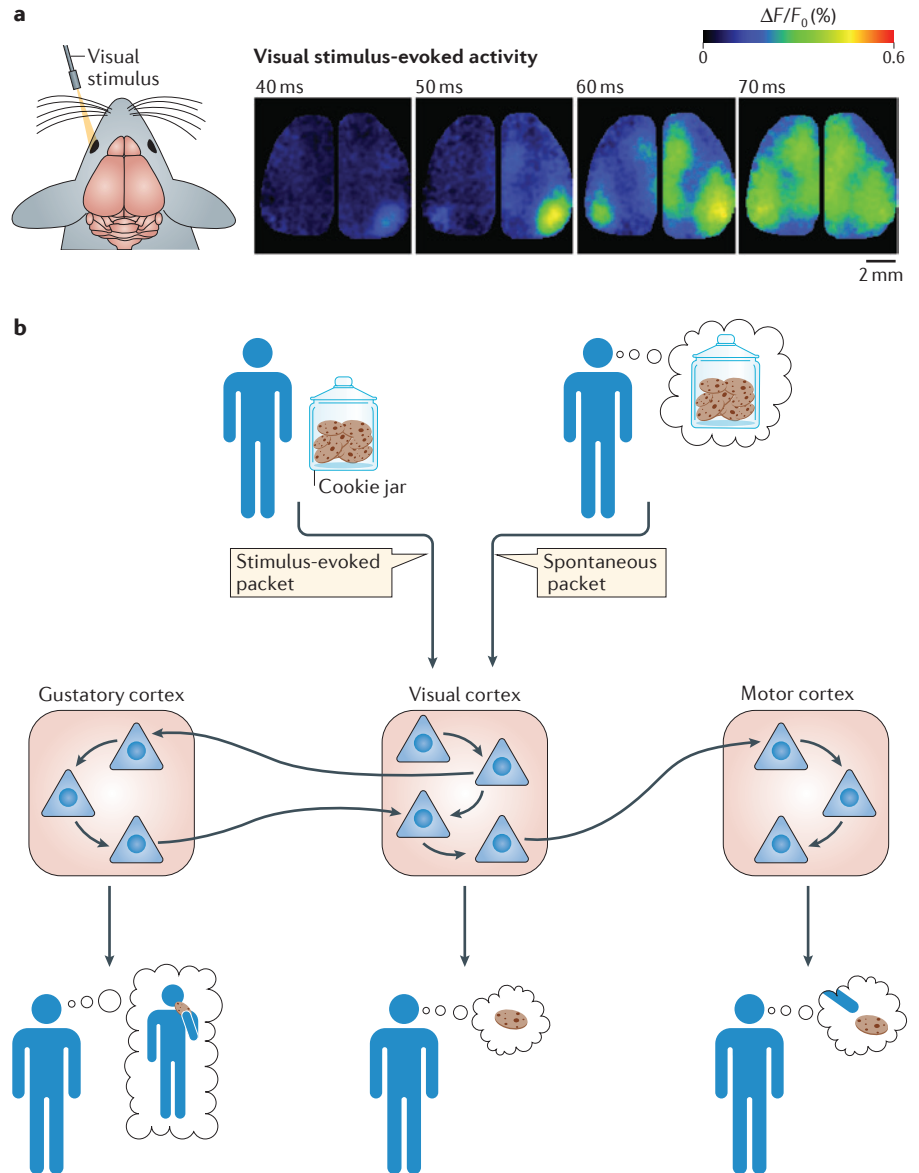 a
ΔF/F0 (%)
0 0.6
Visual
stimulus
Visual stimulus-evoked activity
40 ms 50 ms 60 ms 70 ms
2 mm
b
Cookie jar
Stimulus-evoked
packet
Spontaneous
packet
Gustatory cortex Visual cortex Motor cortex